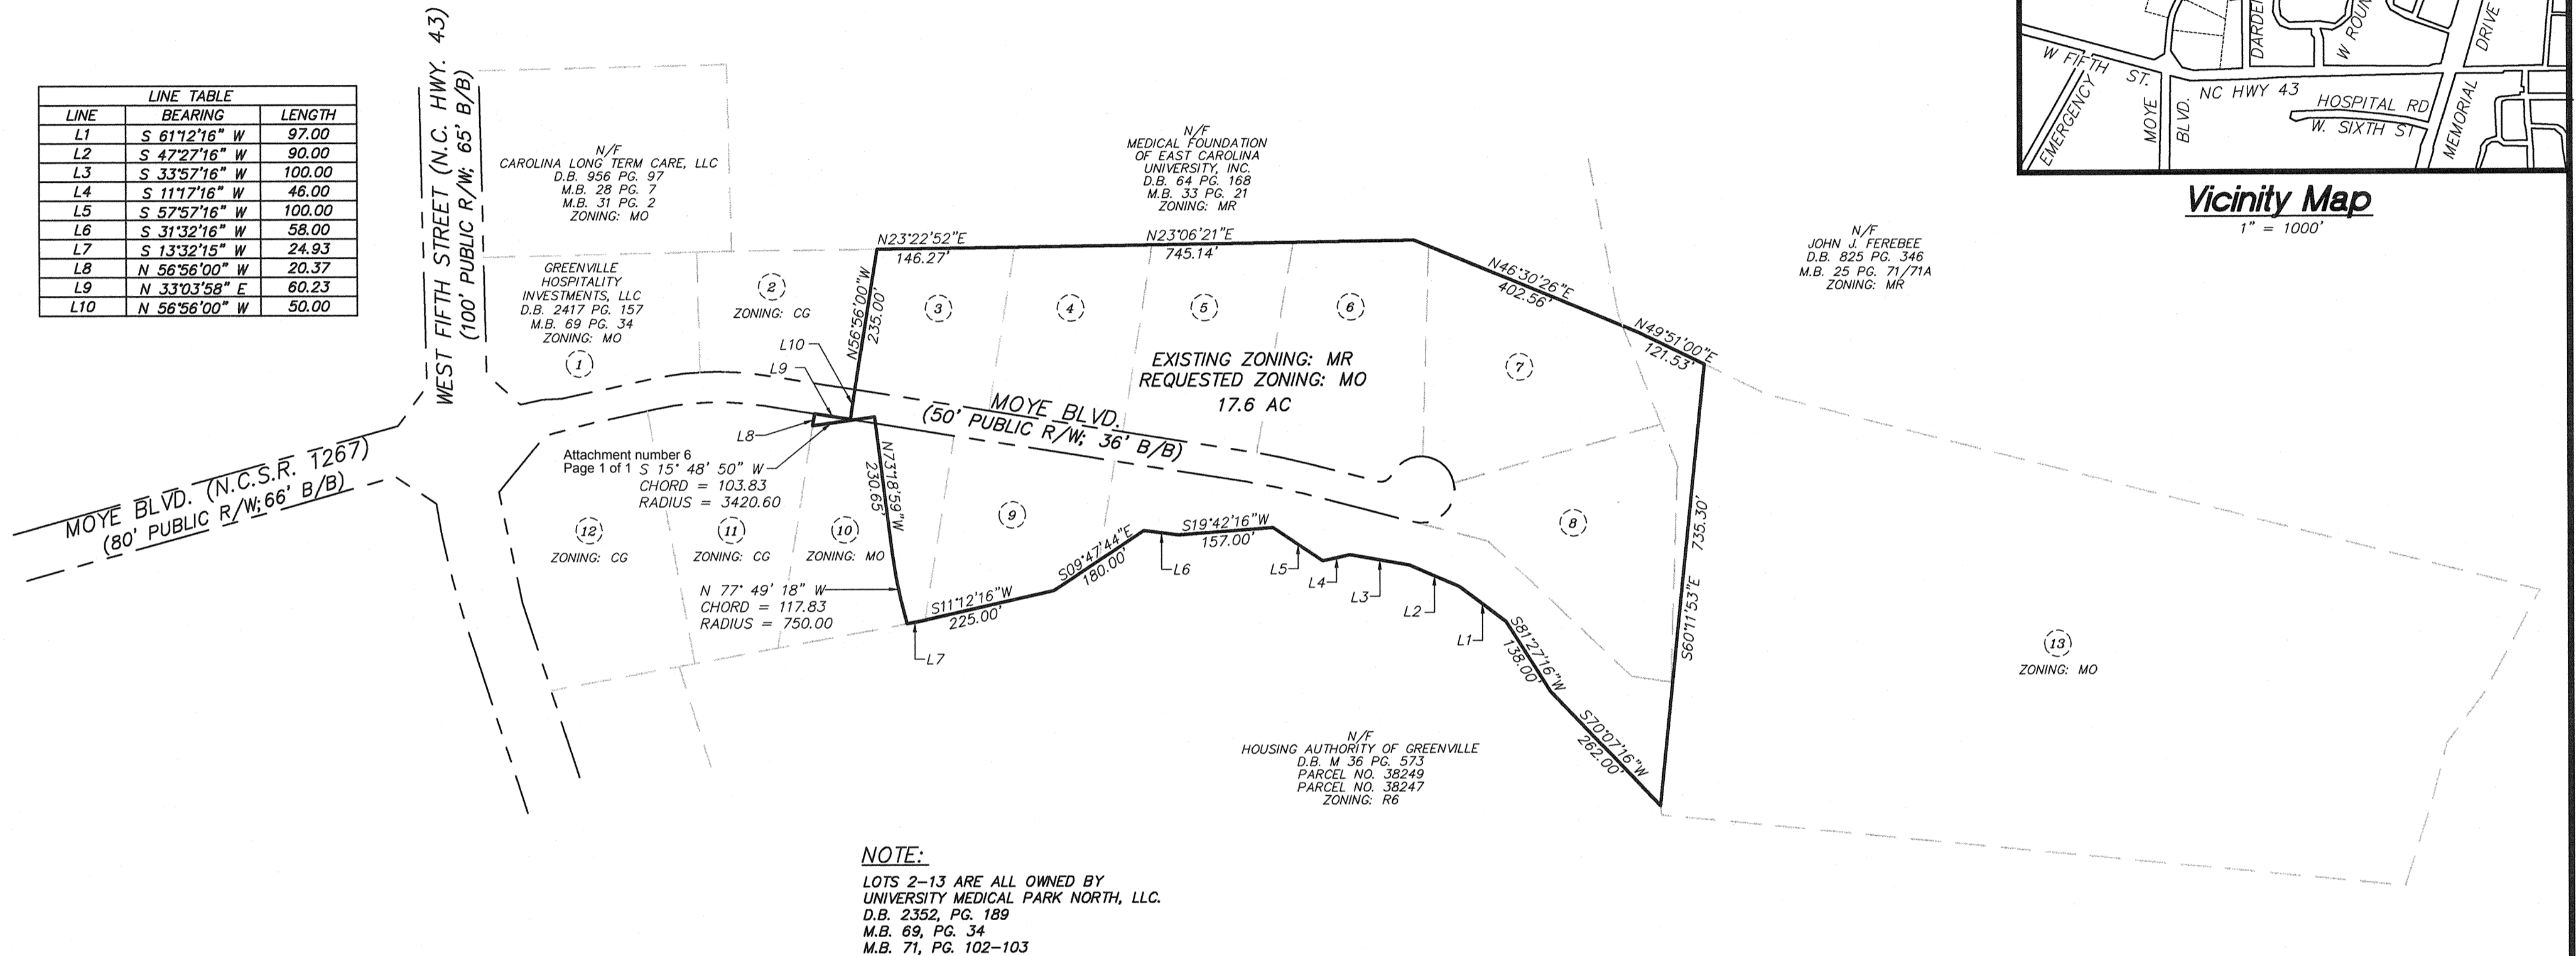 LINE TABLE
LINE BEARING LENGTH
L1 S 61°12'16" W 97.00
L2 S 47°27'16" W 90.00
L3 S 33°57'16" W 100.00
L4 S 11°17'16" W 46.00
L5 S 57°57'16" W 100.00
L6 S 31°32'16" W 58.00
L7 S 13°32'15" W 24.93
L8 N 56°56'00" W 20.37
L9 N 33°03'58" E 60.23
L10 N 56°56'00" W 50.00
WEST FIFTH STREET (N.C. HWY. 43)
(100' PUBLIC R/W; 65' B/B)
N/F
CAROLINA LONG TERM CARE, LLC
D.B. 956 PG. 97
M.B. 28 PG. 7
M.B. 31 PG. 2
ZONING: MO
GREENVILLE
HOSPITALITY
INVESTMENTS, LLC
D.B. 2417 PG. 157
M.B. 69 PG. 34
ZONING: MO
1
2
ZONING: CG
N/F
MEDICAL FOUNDATION
OF EAST CAROLINA
UNIVERSITY, INC.
D.B. 64 PG. 168
M.B. 33 PG. 21
ZONING: MR
N/F
JOHN J. FEREBEE
D.B. 825 PG. 346
M.B. 25 PG. 71/71A
ZONING: MR
W FIFTH ST.
EMERGENCY
MOYE BLVD.
NC HWY 43
HOSPITAL RD
W. SIXTH ST
MEMORIAL
DRIVE
Vicinity Map
1" = 1000'
N23°22'52"E
146.27'
N23°06'21"E
745.14'
N46°30'26"E
402.56'
N49°51'00"E
121.53'
N56°56'00"W
235.00'
L10
L9
L8
3
4
5
6
7
EXISTING ZONING: MR
REQUESTED ZONING: MO
17.6 AC
MOYE BLVD.
(50' PUBLIC R/W; 36' B/B)
MOYE BLVD. (N.C.S.R. 1267)
(80' PUBLIC R/W;66' B/B)
Attachment number 6
Page 1 of 1
S 15° 48' 50" W
CHORD = 103.83
RADIUS = 3420.60
N73°18'59"W
230.65'
12
ZONING: CG
11
ZONING: CG
10
ZONING: MO
9
8
N 77° 49' 18" W
CHORD = 117.83
RADIUS = 750.00
L7
S11°12'16"W
225.00'
S09°47'44"E
180.00'
L6
S19°42'16"W
157.00'
L5
L4
L3
L2
L1
S81°27'16"W
138.00'
S70°07'16"W
262.00'
S60°11'53"E 735.30'
13
ZONING: MO
N/F
HOUSING AUTHORITY OF GREENVILLE
D.B. M 36 PG. 573
PARCEL NO. 38249
PARCEL NO. 38247
ZONING: R6
NOTE:
LOTS 2-13 ARE ALL OWNED BY
UNIVERSITY MEDICAL PARK NORTH, LLC.
D.B. 2352, PG. 189
M.B. 69, PG. 34
M.B. 71, PG. 102-103